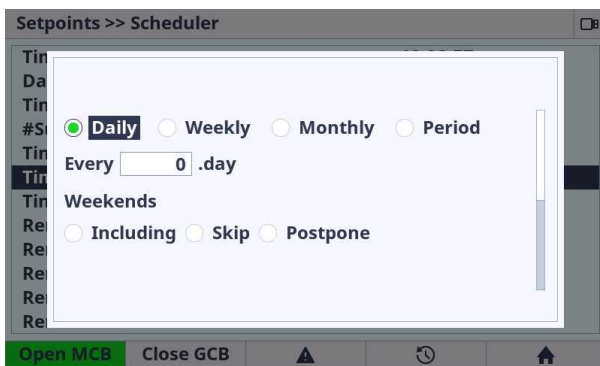 Setpoints >> Scheduler
Daily Weekly Monthly Period
Every 0 .day
Weekends
Including Skip Postpone
Open MCB Close GCB